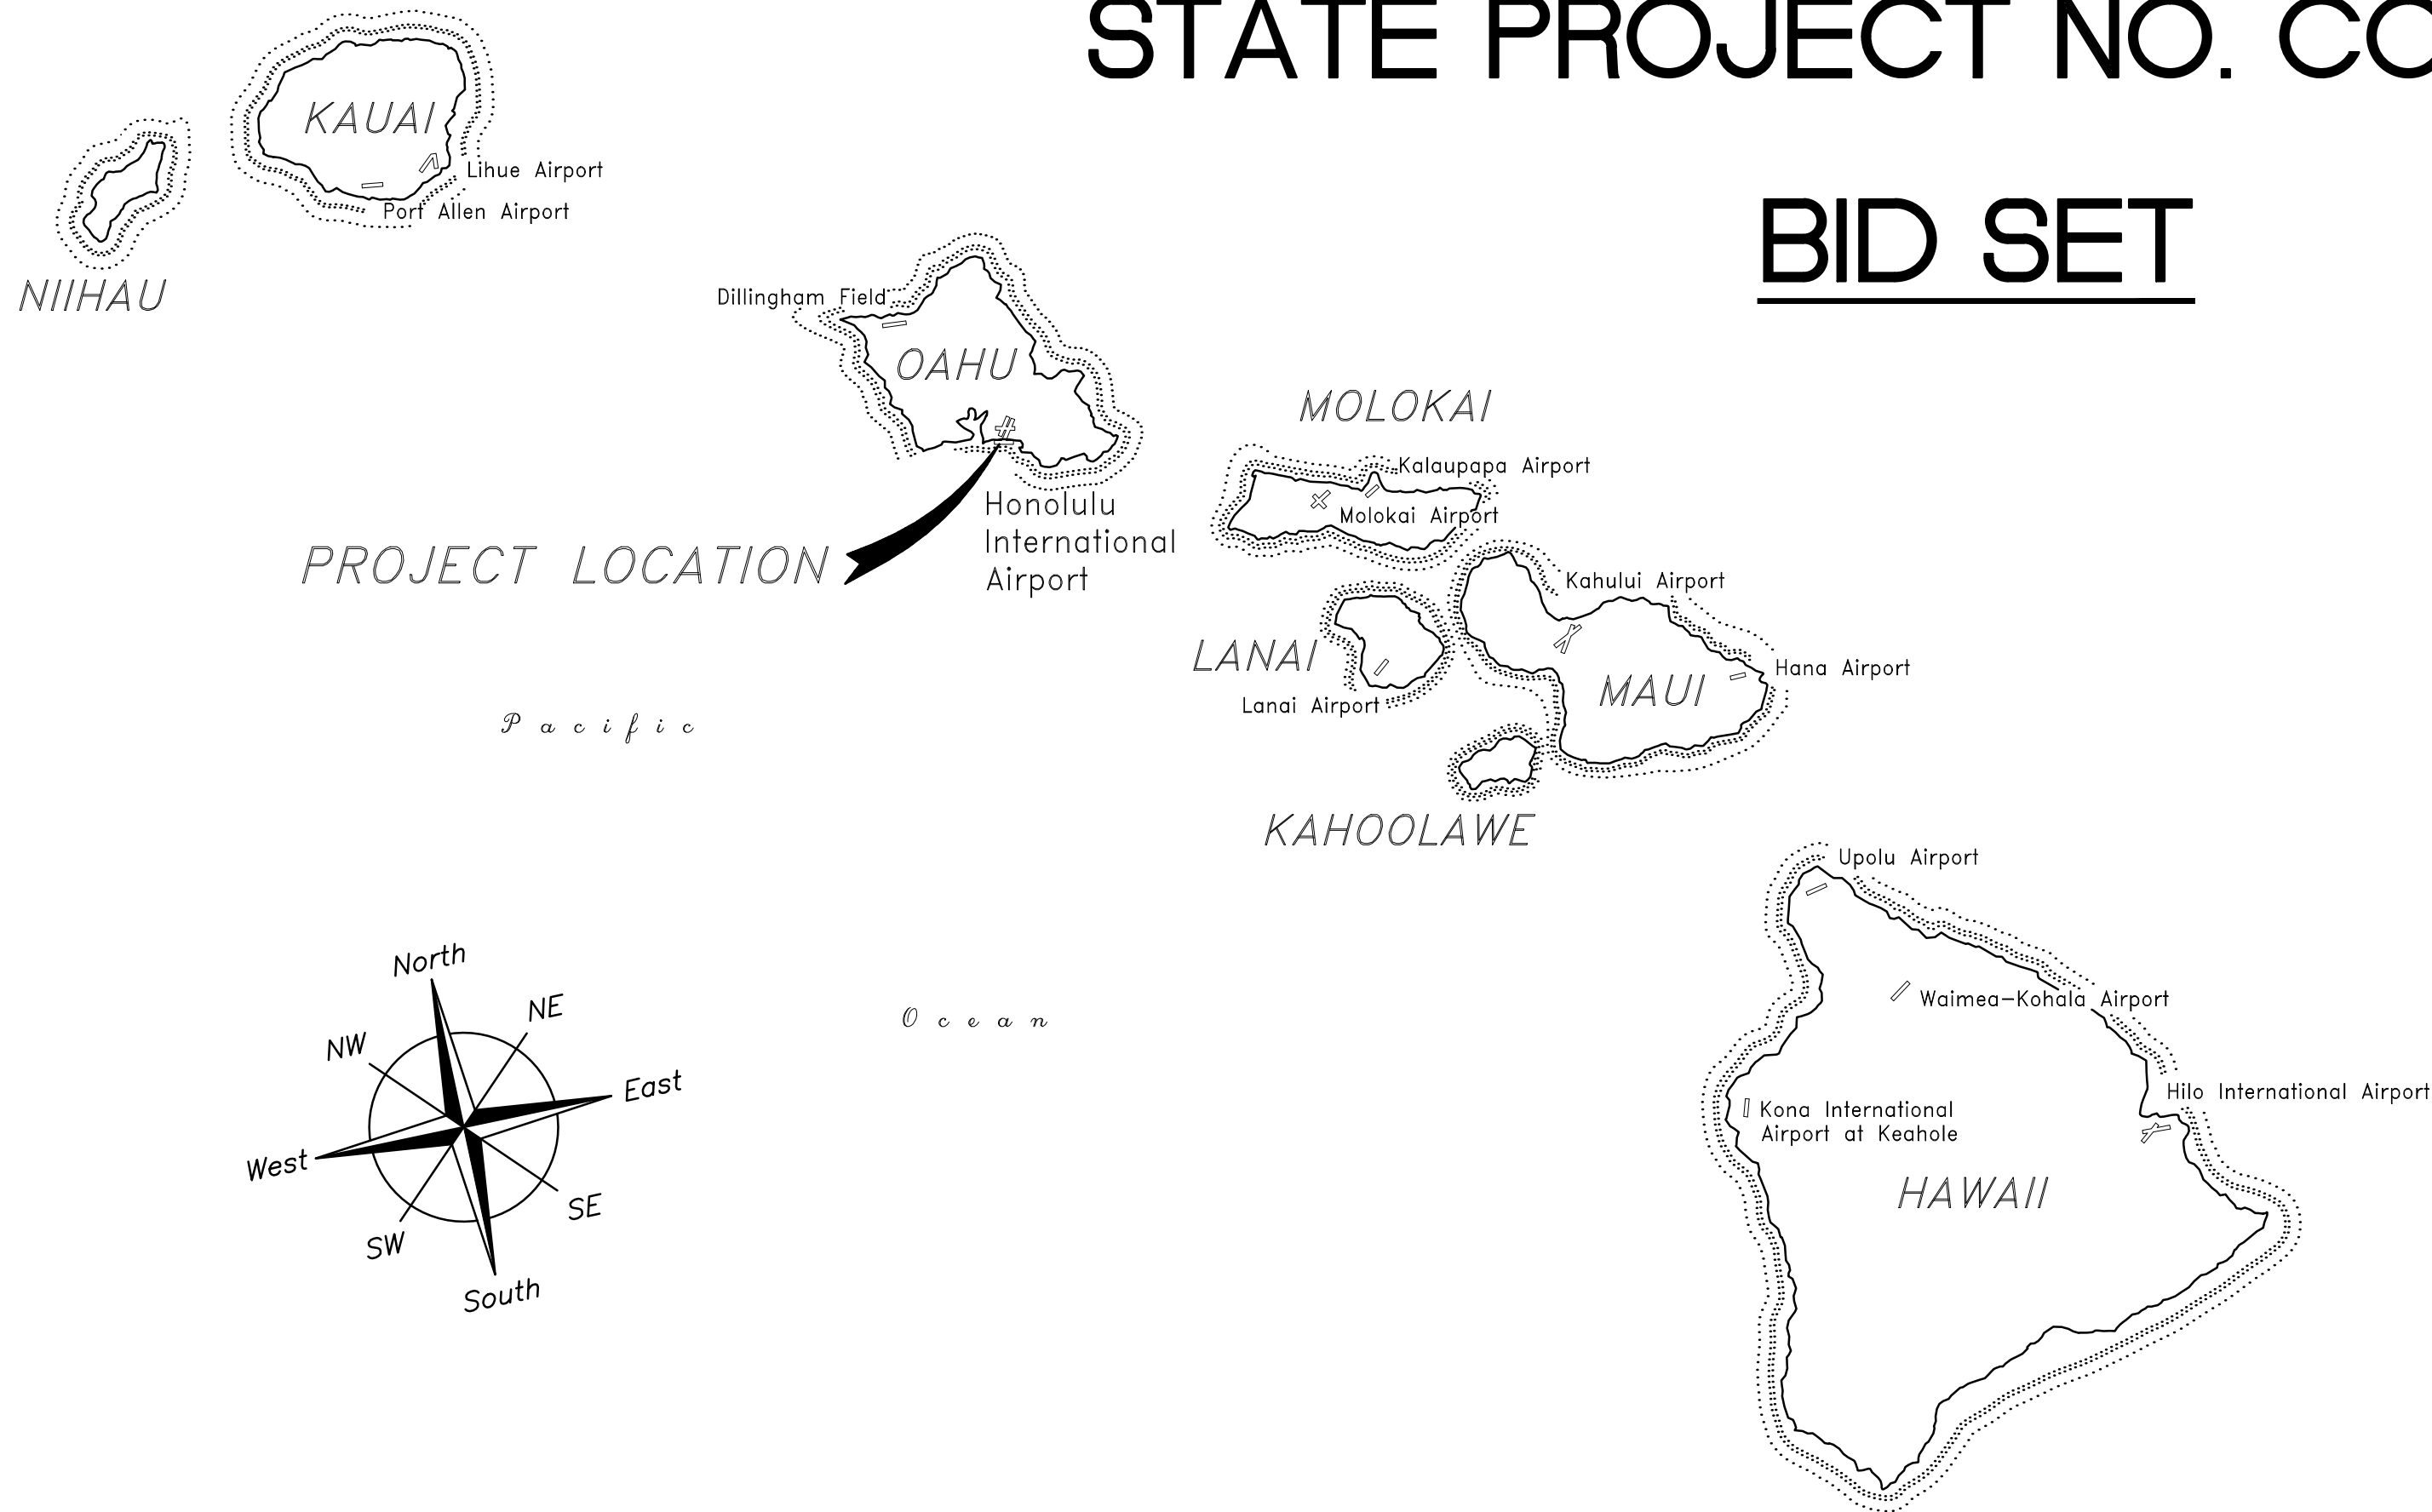 STATE PROJECT NO.
BID SET
KAUAI
Lihue Airport
Port Allen Airport
NIIHAU
Dillingham Field
OAHU
Honolulu
International
Airport
PROJECT LOCATION
MOLOKAI
Kalaupapa Airport
Molokai Airport
Kahului Airport
LANAI
Lanai Airport
MAUI
Hana Airport
KAHOOLAWE
Pacific
Ocean
Upolu Airport
Waimea-Kohala Airport
Hilo International Airport
Kona International
Airport at Keahole
HAWAII
North
NE
NW
East
West
SE
SW
South